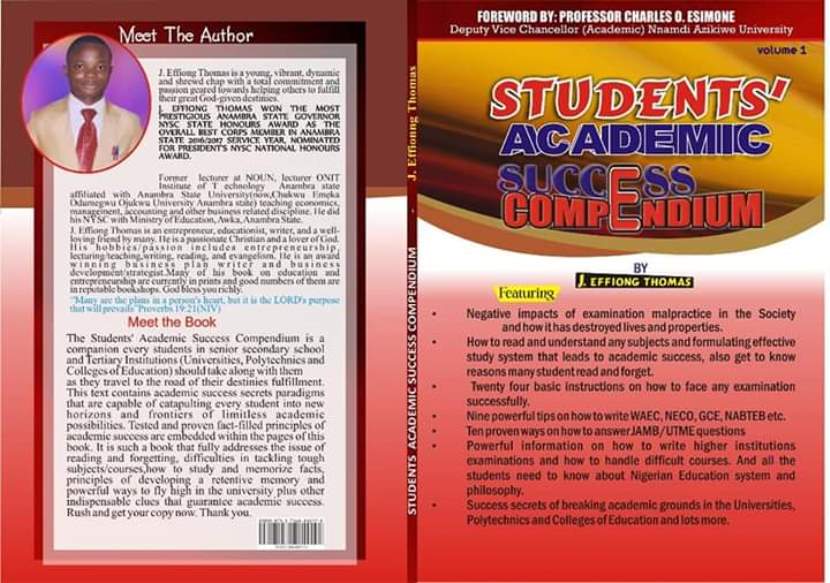 Meet The Author
J. Effiong Thomas is a young, vibrant, dynamic
and shrewd chap with a total commitment and
passion geared towards helping others to fulfill
their great God-given destinies.
J. EFFIONG THOMAS WON THE MOST
PRESTIGIOUS ANAMBRA STATE GOVERNOR
NYSC STATE HONOURS AWARD AS THE
OVERALL BEST CORPS MEMBER IN ANAMBRA
STATE 2016/2017 SERVICE YEAR, NOMINATED
FOR PRESIDENT'S NYSC NATIONAL HONOURS
AWARD.
Former lecturer at NOUN, lecturer ONIT
Institute of T echnology Anambra state
affiliated with Anambra State University(now,Chukwu Emeka
Odumegwu Ojukwu University Anambra state) teaching economics,
management, accounting and other business related discipline. He did
his NYSC with Ministry of Education, Awka, Anambra State.
J. Effiong Thomas is an entrepreneur, educationist, writer, and a well-
loving friend by many. He is a passionate Christian and a lover of God.
His hobbies/passion includes entrepreneurship,
lecturing/teaching,writing, reading, and evangelism. He is an award
winning business plan writer and business
development/strategist.Many of his book on education and
entrepreneurship are currently in prints and good numbers of them are
in reputable bookshops. God bless you richly.
"Many are the plans in a person's heart, but it is the LORD's purpose
that will prevails"Proverbs 19:21(NIV)
Meet the Book
The Students' Academic Success Compendium is a
companion every students in senior secondary school
and Tertiary Institutions (Universities, Polytechnics and
Colleges of Education) should take along with them
as they travel to the road of their destinies fulfillment.
This text contains academic success secrets paradigms
that are capable of catapulting every student into new
horizons and frontiers of limitless academic
possibilities. Tested and proven fact-filled principles of
academic success are embedded within the pages of this
book. It is such a book that fully addresses the issue of
reading and forgetting, difficulties in tackling tough
subjects/courses,how to study and memorize facts,
principles of developing a retentive memory and
powerful ways to fly high in the university plus other
indispensable clues thai guarantee academic success.
Rush and get your copy now. Thank you.
STUDENTS ACADEMIC SUCCESS COMPENDIUM - J. Effionng Thomas
FOREWORD BY: PROFESSOR CHARLES O. ESIMONE
Deputy Vice Chancellor (Academic) Nnamdi Azikiwe University
volume 1
STUDENTS'
ACADEMIC
SUCCESS
COMPENDIUM
BY
J. EFFIONG THOMAS
Featuring
• Negative impacts of examination malpractice in the Society
and how it has destroyed lives and properties.
• How to read and understand any subjects and formulating effective
study system that leads to academic success, also get to know
reasons many student read and forget.
• Twenty four basic instructions on how to face any examination
successfully.
• Nine powerful tips on how to write WAEC, NECO, GCE, NABTEB etc.
• Ten proven ways on how to answer JAMB/UTME questions
• Powerful information on how to write higher institutions
examinations and how to handle difficult courses. And all the
students need to know about Nigerian Education system and
philosophy.
• Success secrets of breaking academic grounds in the Universities,
Polytechnics and Colleges of Education and lots more.